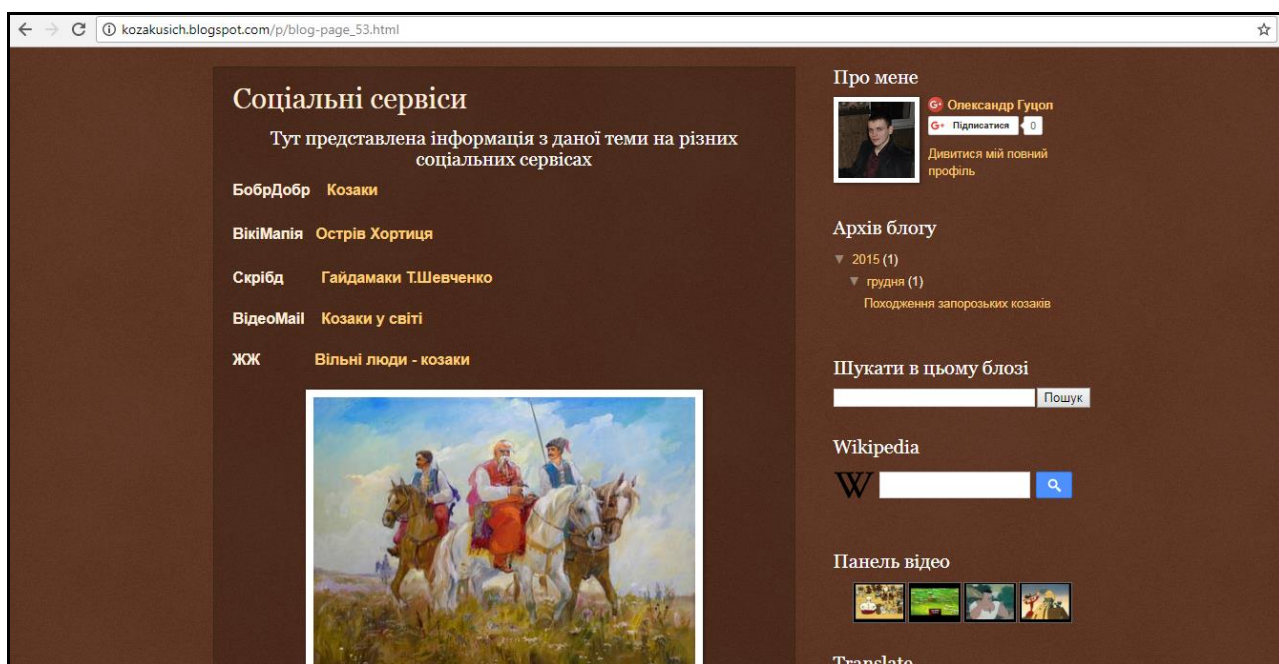 kozakusich.blogspot.com/p/blog-page_53.html
Соціальні сервіси
Тут представлена інформація з даної теми на різних
соціальних сервісах
БобрДобр Козаки
ВікіМапія Острів Хортиця
Скрібд Гайдамаки Т.Шевченко
ВідеоMail Козаки у світі
ЖЖ Вільні люди - козаки
Про мене
G+ Олександр Гуцол
G+ Підписатися 0
Дивитися мій повний
профіль
Архів блогу
▼ 2015 (1)
▼ грудня (1)
Походження запорозьких козаків
Шукати в цьому блозі
Пошук
Wikipedia
W
Панель відео
Translate